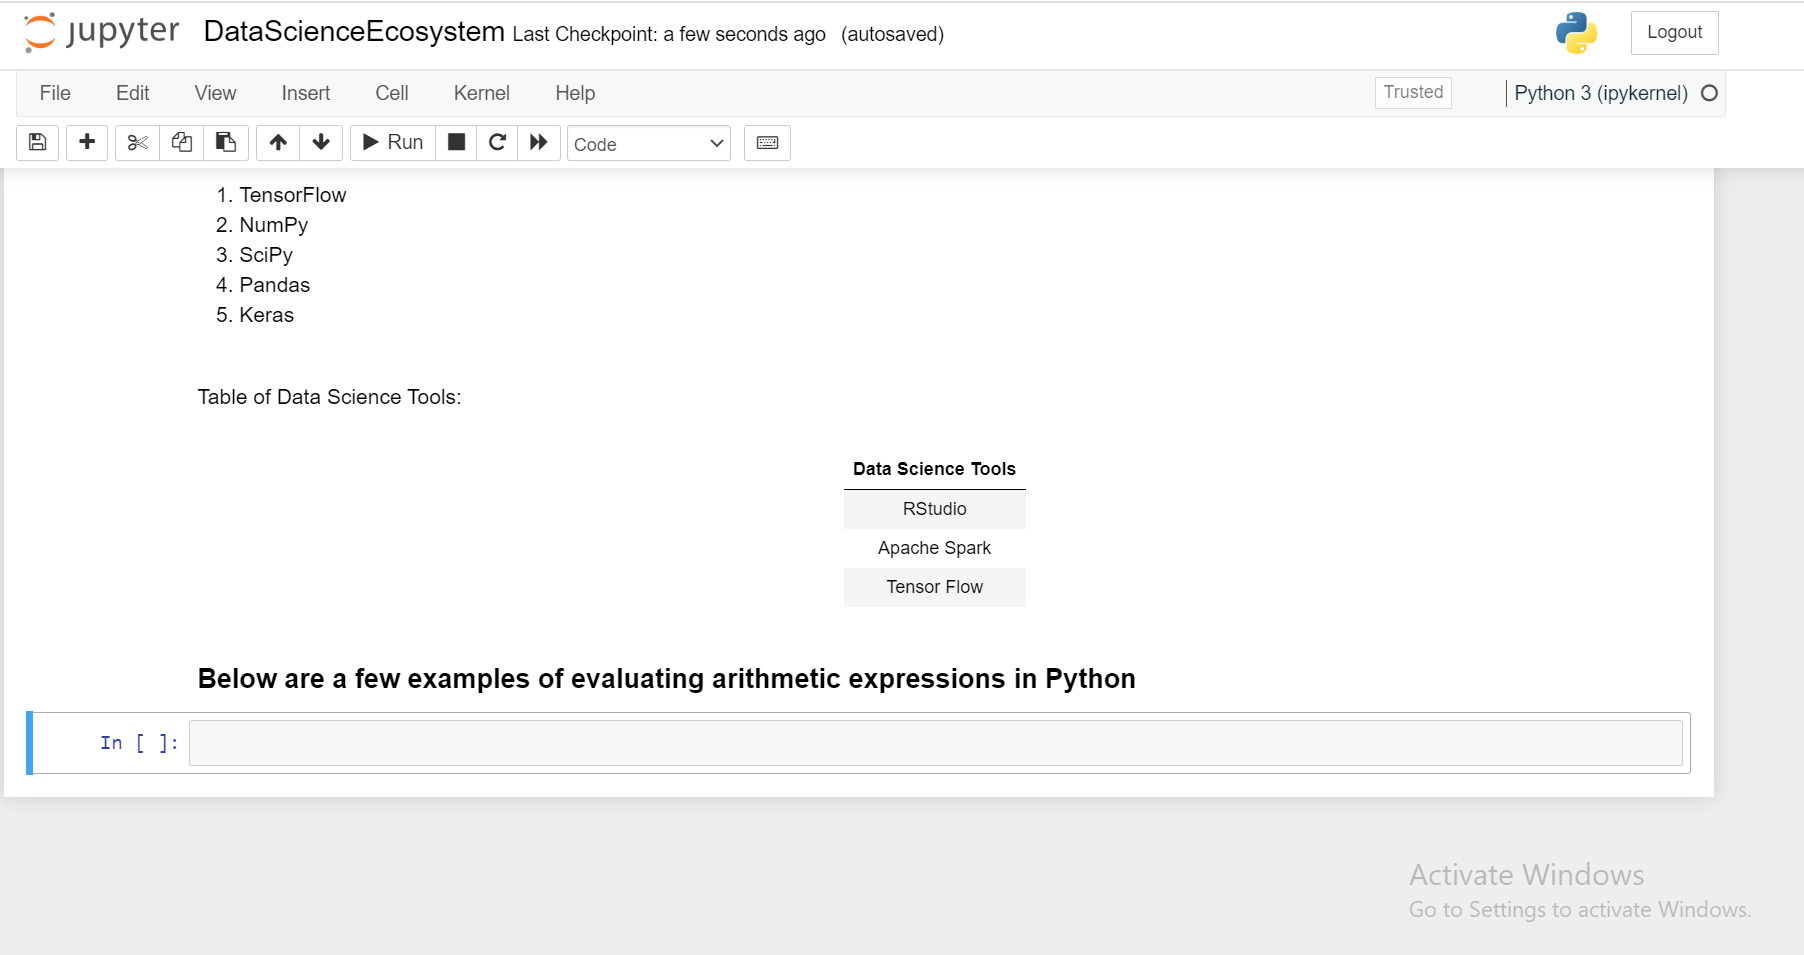 jupyter DataScienceEcosystem Last Checkpoint: a few seconds ago (autosaved) Logout
File Edit View Insert Cell Kernel Help Trusted Python 3 (ipykernel)
Run Code
1. TensorFlow
2. NumPy
3. SciPy
4. Pandas
5. Keras
Table of Data Science Tools:
Data Science Tools
RStudio
Apache Spark
Tensor Flow
Below are a few examples of evaluating arithmetic expressions in Python
In [ ]:
Activate Windows
Go to Settings to activate Windows.